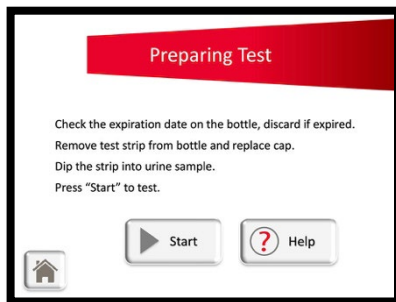 Preparing Test
Check the expiration date on the bottle, discard if expired.
Remove test strip from bottle and replace cap.
Dip the strip into urine sample.
Press “Start” to test.
Start
? Help